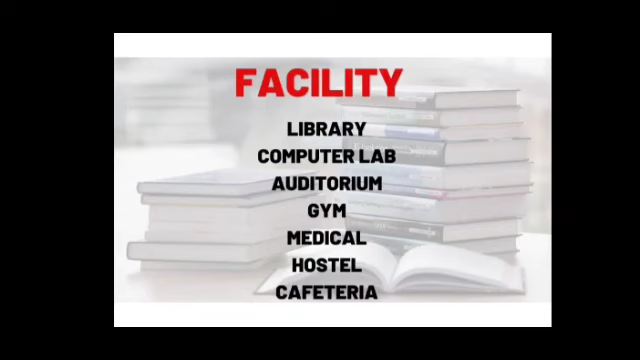 FACILITY
LIBRARY
COMPUTER LAB
AUDITORIUM
GYM
MEDICAL
HOSTEL
CAFETERIA